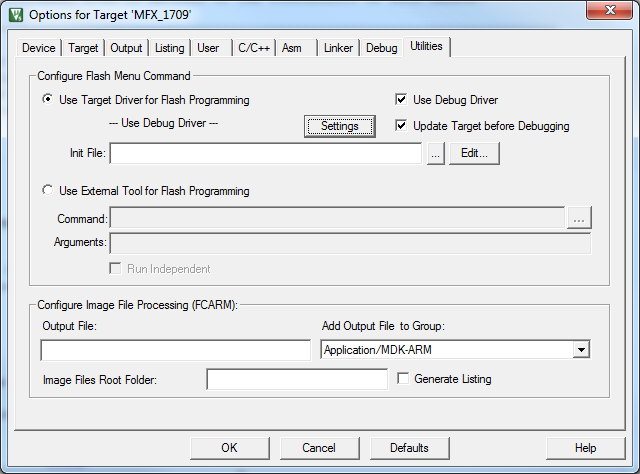 Options for Target 'MFX_1709'
Device Target Output Listing User C/C++ Asm Linker Debug Utilities
Configure Flash Menu Command
Use Target Driver for Flash Programming
Use Debug Driver
--- Use Debug Driver ---
Settings
Update Target before Debugging
Init File:
...
Edit...
Use External Tool for Flash Programming
Command:
...
Arguments:
Run Independent
Configure Image File Processing (FCARM):
Output File:
Add Output File to Group:
Application/MDK-ARM
Image Files Root Folder:
Generate Listing
OK Cancel Defaults Help